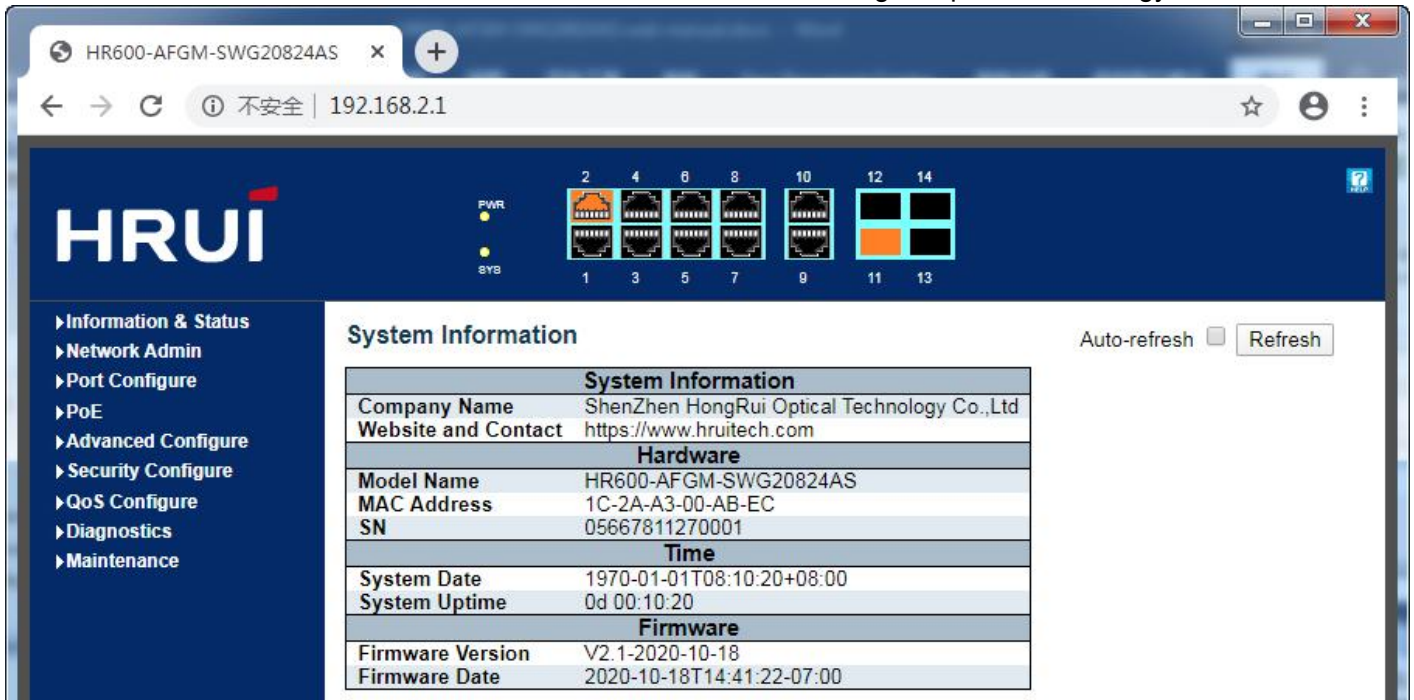 HR600-AFGM-SWG20824AS
不安全 | 192.168.2.1
HRUI
PWR
SYS
2 4 6 8 10 12 14
1 3 5 7 9 11 13
HELP
Information & Status
Network Admin
Port Configure
PoE
Advanced Configure
Security Configure
QoS Configure
Diagnostics
Maintenance
System Information
Auto-refresh Refresh
System Information
Company Name ShenZhen HongRui Optical Technology Co.,Ltd
Website and Contact https://www.hruitech.com
Hardware
Model Name HR600-AFGM-SWG20824AS
MAC Address 1C-2A-A3-00-AB-EC
SN 05667811270001
Time
System Date 1970-01-01T08:10:20+08:00
System Uptime 0d 00:10:20
Firmware
Firmware Version V2.1-2020-10-18
Firmware Date 2020-10-18T14:41:22-07:00